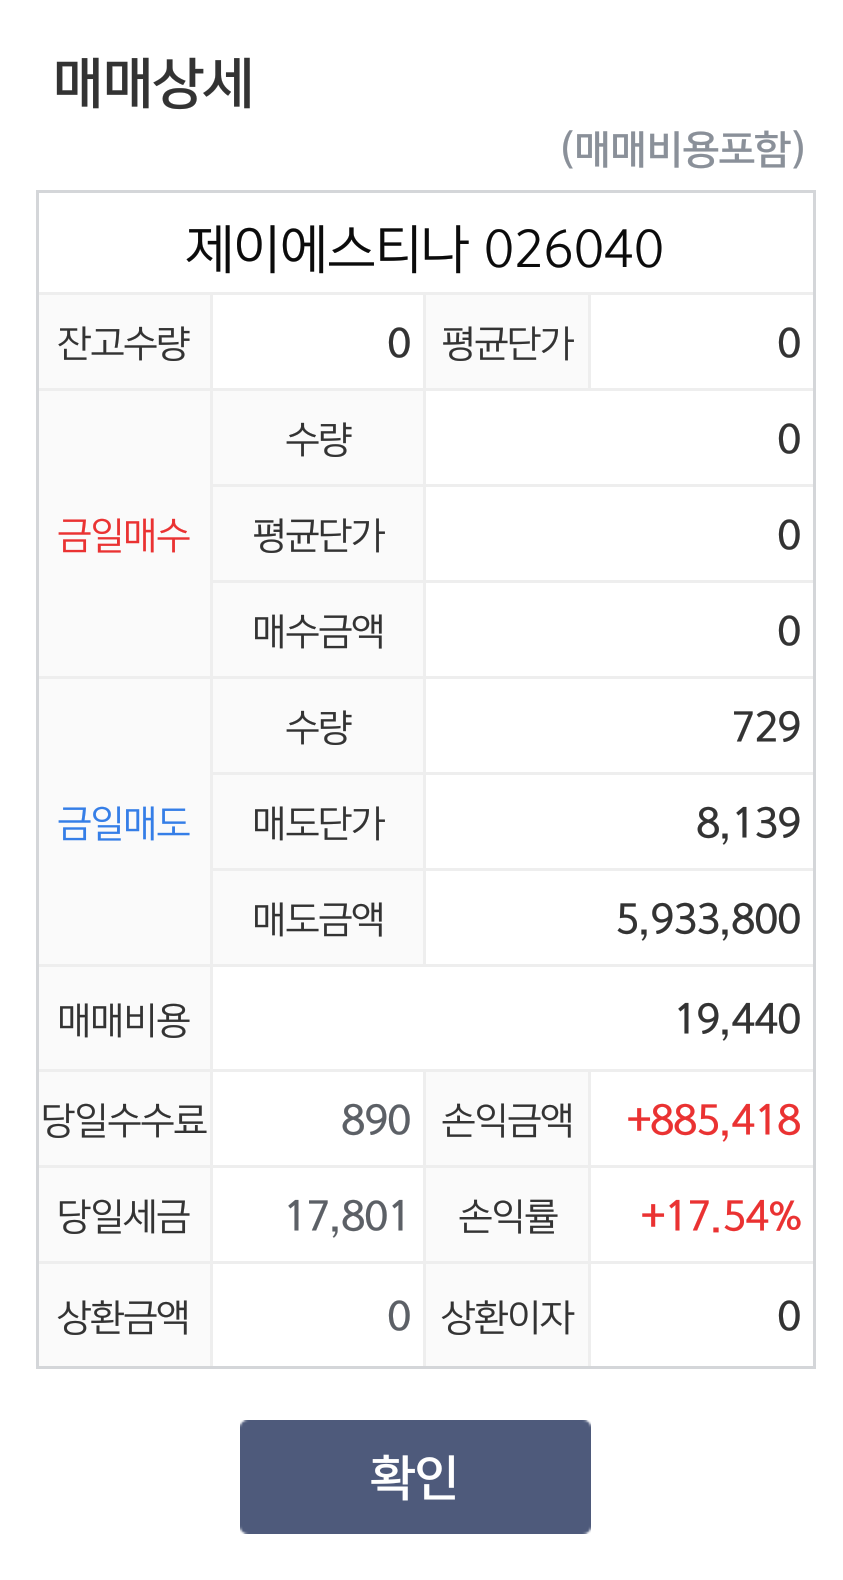 매매상세
(매매비용포함)
제이에스티나 026040
잔고수량 0 평균단가 0
금일매수
수량 0
평균단가 0
매수금액 0
금일매도
수량 729
매도단가 8,139
매도금액 5,933,800
매매비용 19,440
당일수수료 890 손익금액 +885,418
당일세금 17,801 손익률 +17.54%
상환금액 0 상환이자 0
확인